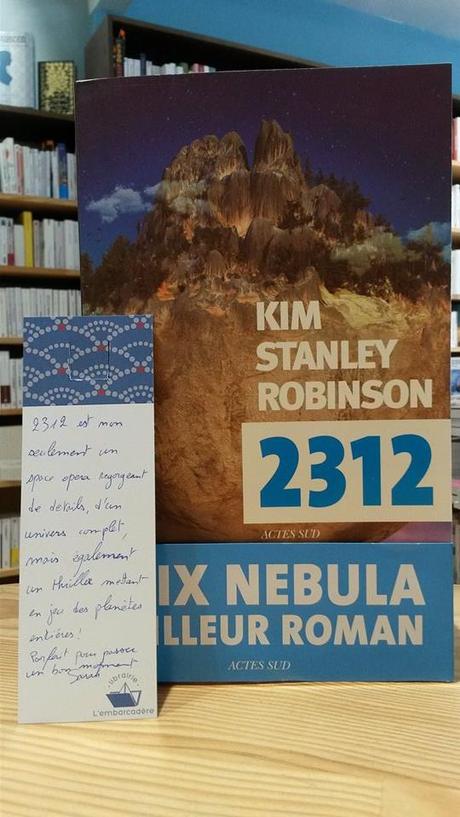 KIM
STANLEY
ROBINSON
2312
ACTES SUD
IX NEBULA
ILLEUR ROMAN
ACTES SUD
2312 est non
seulement un
space opera regorgeant
de détails, d'un
univers complet,
mais également
un thriller mettant
en jeu des planètes
entières !
Parfait pour passer
un bon moment
Sarah
librairie
L'embarcadère